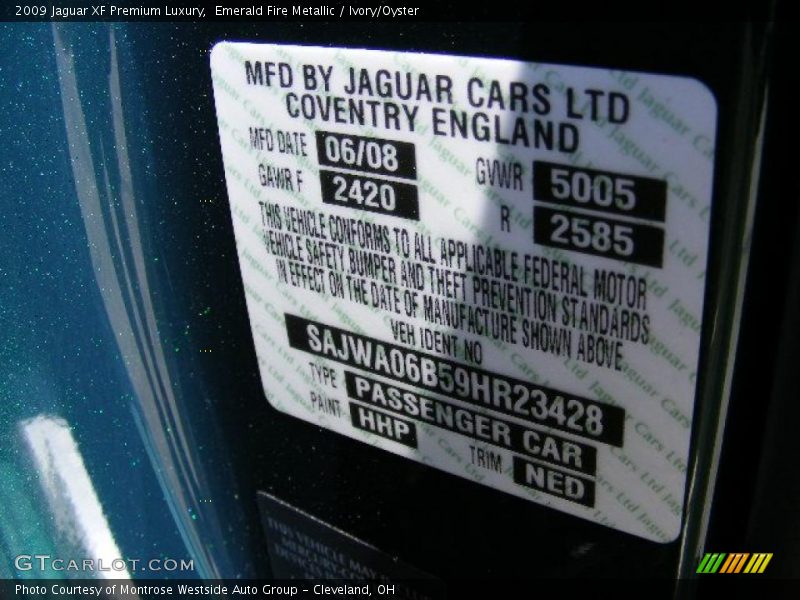 2009 Jaguar XF Premium Luxury, Emerald Fire Metallic / Ivory/Oyster
MFD BY JAGUAR CARS LTD
COVENTRY ENGLAND
MFD DATE 06/08 GVWR 5005
GAWR F 2420 R 2585
THIS VEHICLE CONFORMS TO ALL APPLICABLE FEDERAL MOTOR
VEHICLE SAFETY BUMPER AND THEFT PREVENTION STANDARDS
IN EFFECT ON THE DATE OF MANUFACTURE SHOWN ABOVE
VEH IDENT NO
SAJWA06B59HR23428
TYPE PASSENGER CAR
PAINT HHP TRIM NED
THIS VEHICLE MAY
GTCARLOT.COM
Photo Courtesy of Montrose Westside Auto Group - Cleveland, OH